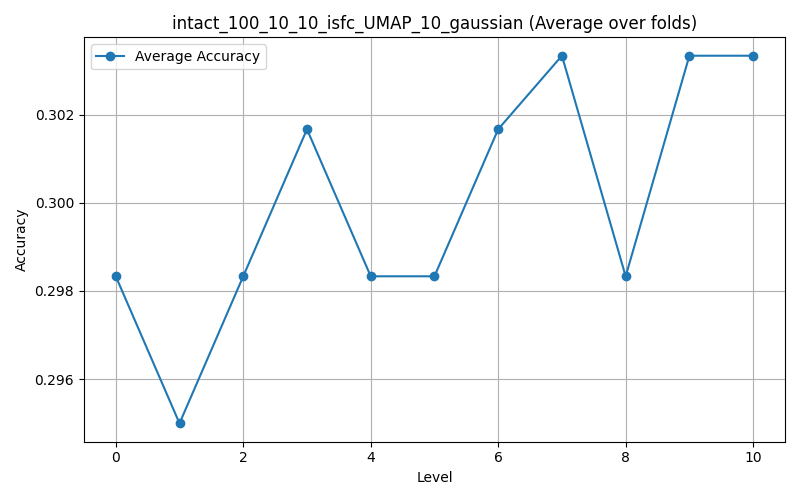 intact_100_10_10_isfc_UMAP_10_gaussian (Average over folds)
Average Accuracy
0.302
0.300
0.298
0.296
Accuracy
0 2 4 6 8 10
Level